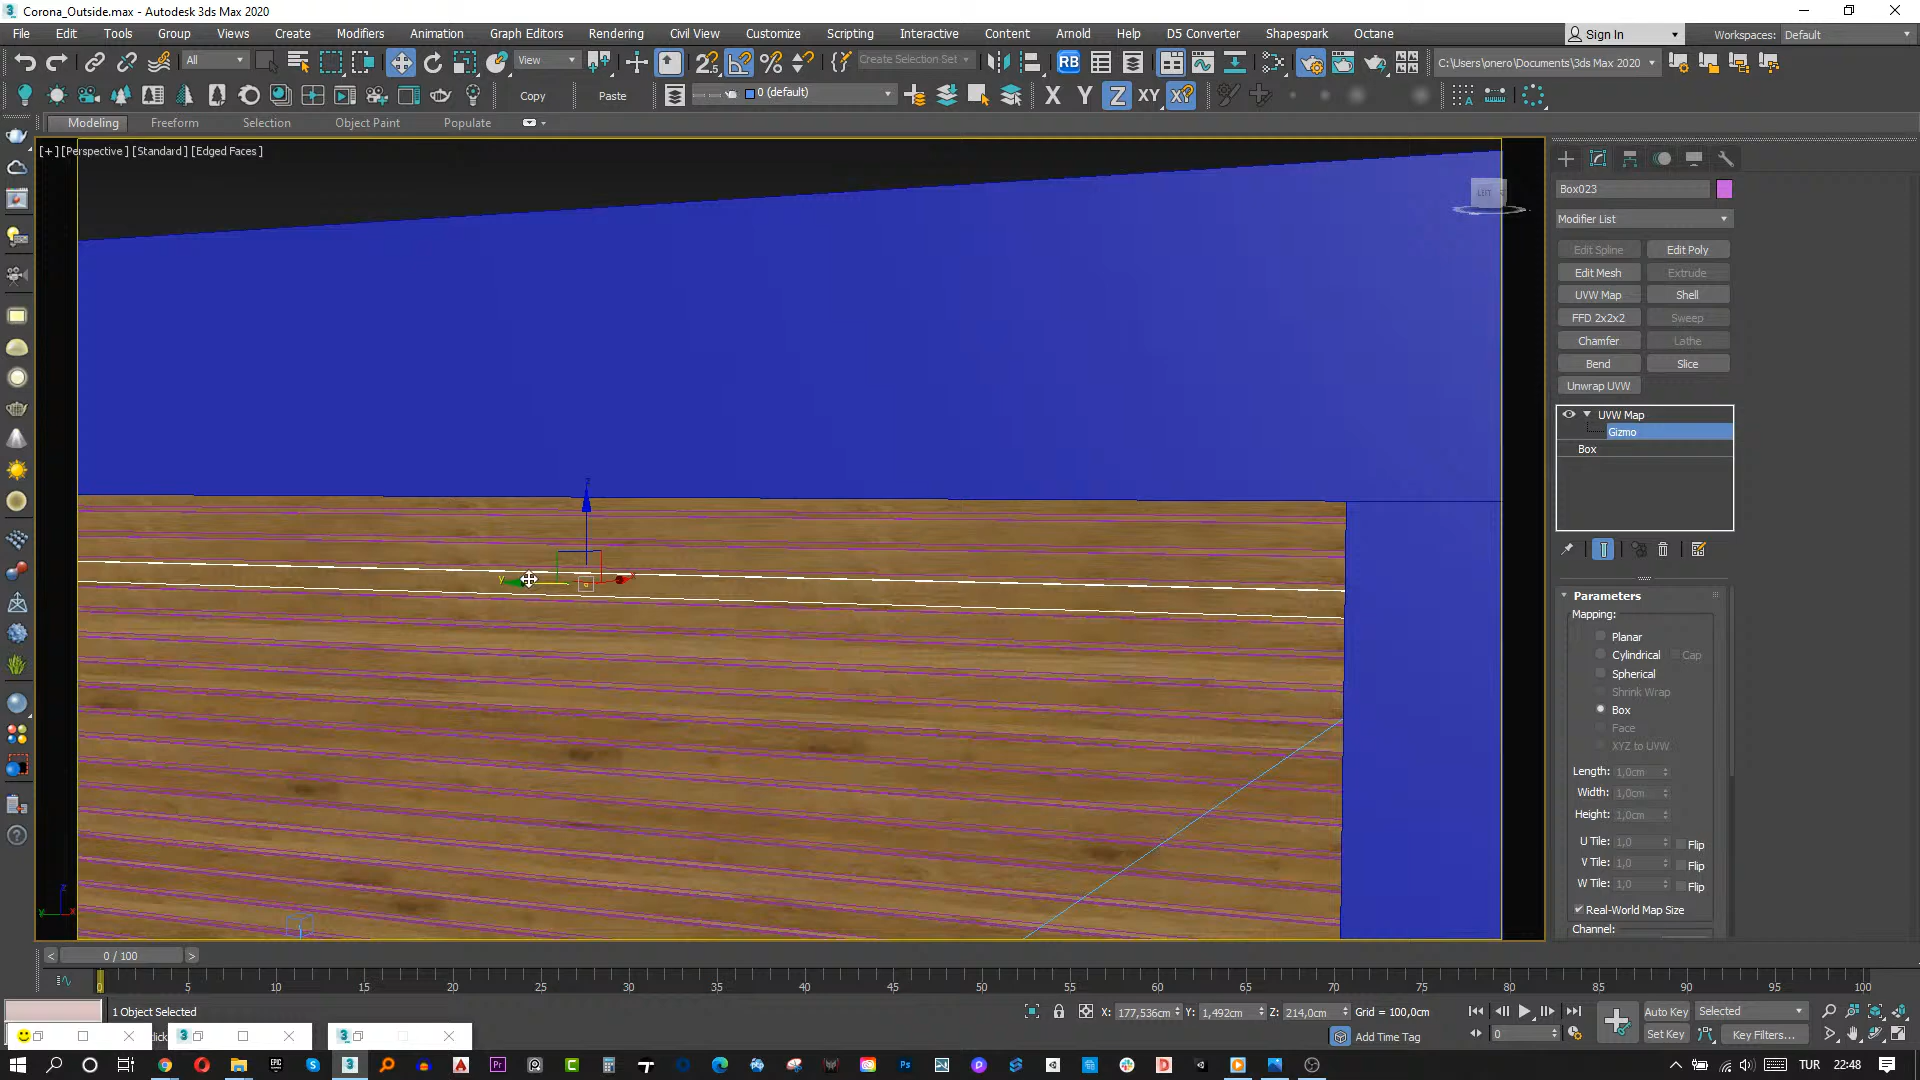 Corona_Outside.max - Autodesk 3ds Max 2020
File Edit Tools Group Views Create Modifiers Animation Graph Editors Rendering Civil View Customize Scripting Interactive Content Arnold Help D5 Converter Shapespark Octane Sign In Workspaces: Default
All View Create Selection Set RB C:\Users\onero\Documents\3ds Max 2020
Copy Paste 0 (default) X Y Z XY
Modeling Freeform Selection Object Paint Populate
[+] [Perspective] [Standard] [Edged Faces]
LEFT
Box023
Modifier List
Edit Spline Edit Poly
Edit Mesh Extrude
UVW Map Shell
FFD 2x2x2 Sweep
Chamfer Lathe
Bend Slice
Unwrap UVW
UVW Map
Gizmo
Box
z
y
Parameters
Mapping:
Planar
Cylindrical Cap
Spherical
Shrink Wrap
Box
Face
XYZ to UVW
Length: 1,0cm
Width: 1,0cm
Height: 1,0cm
U Tile: 1,0 Flip
V Tile: 1,0 Flip
W Tile: 1,0 Flip
Real-World Map Size
Channel:
z
y x
< 0 / 100 >
0 5 10 15 20 25 30 35 40 45 50 55 60 65 70 75 80 85 90 95 100
1 Object Selected X: 177,536cm Y: 1,492cm Z: 214,0cm Grid = 100,0cm Auto Key Selected
Add Time Tag 0 Set Key Key Filters...
TUR 22:48